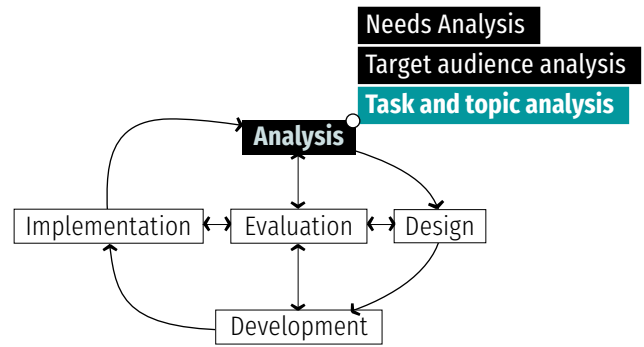 Needs Analysis
Target audience analysis
Task and topic analysis
Analysis
Implementation
Evaluation
Design
Development